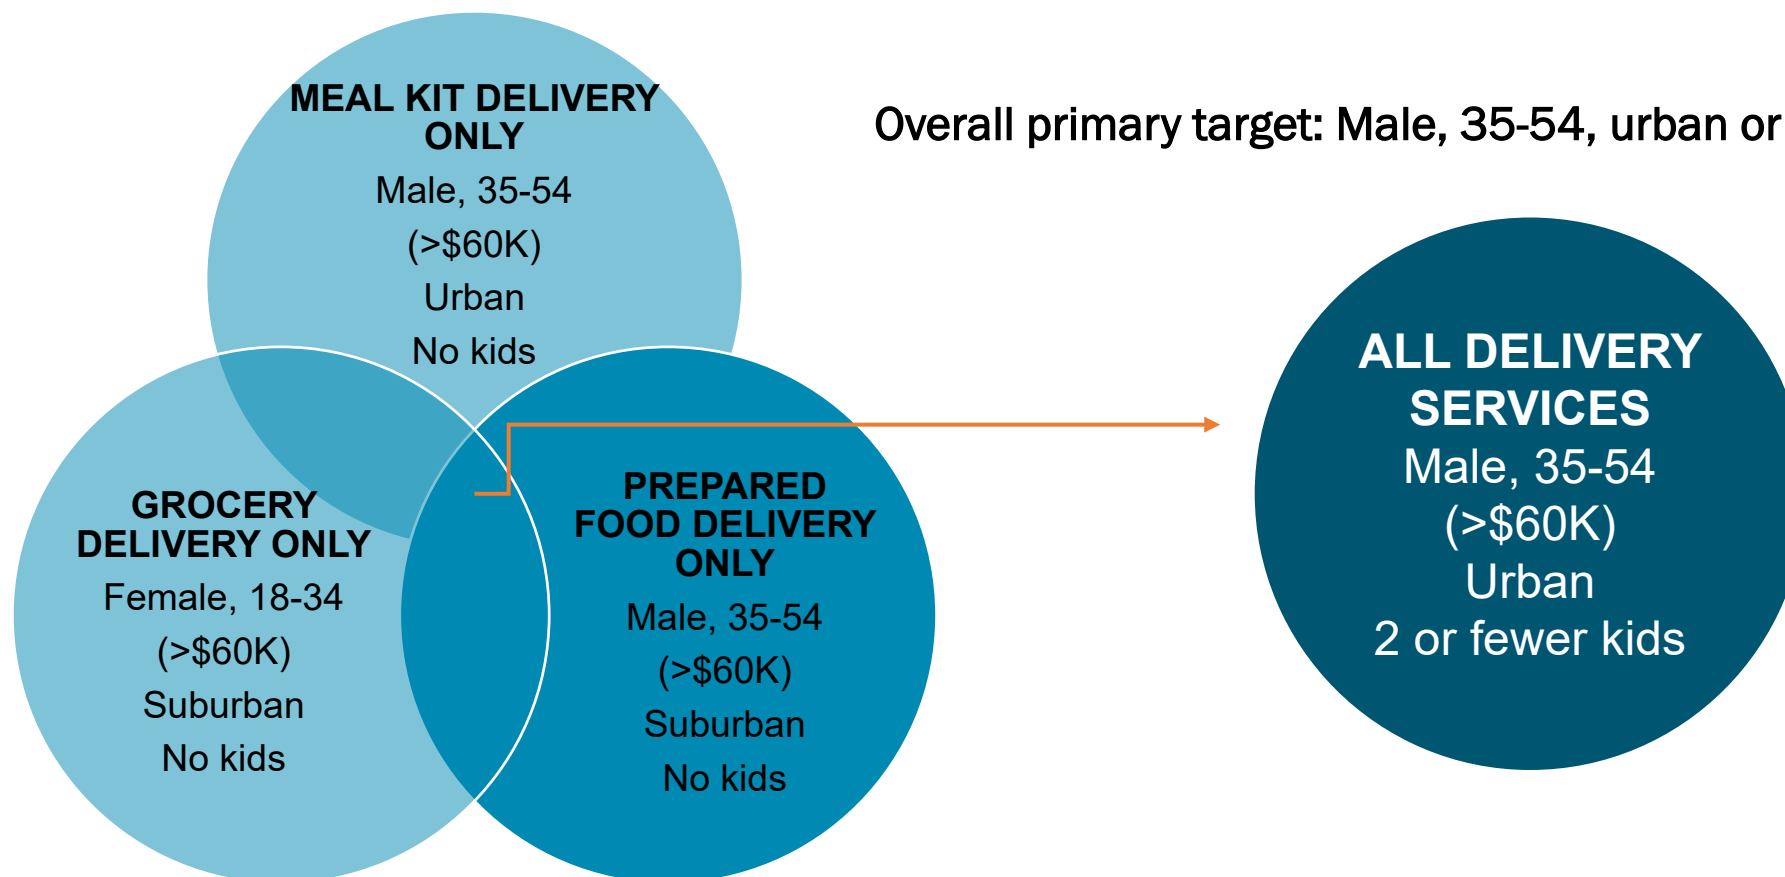 MEAL KIT DELIVERY
ONLY
Male, 35-54
(>$60K)
Urban
No kids
Overall primary target: Male, 35-54, urban or
GROCERY
DELIVERY ONLY
Female, 18-34
(>$60K)
Suburban
No kids
PREPARED
FOOD DELIVERY
ONLY
Male, 35-54
(>$60K)
Suburban
No kids
ALL DELIVERY
SERVICES
Male, 35-54
(>$60K)
Urban
2 or fewer kids